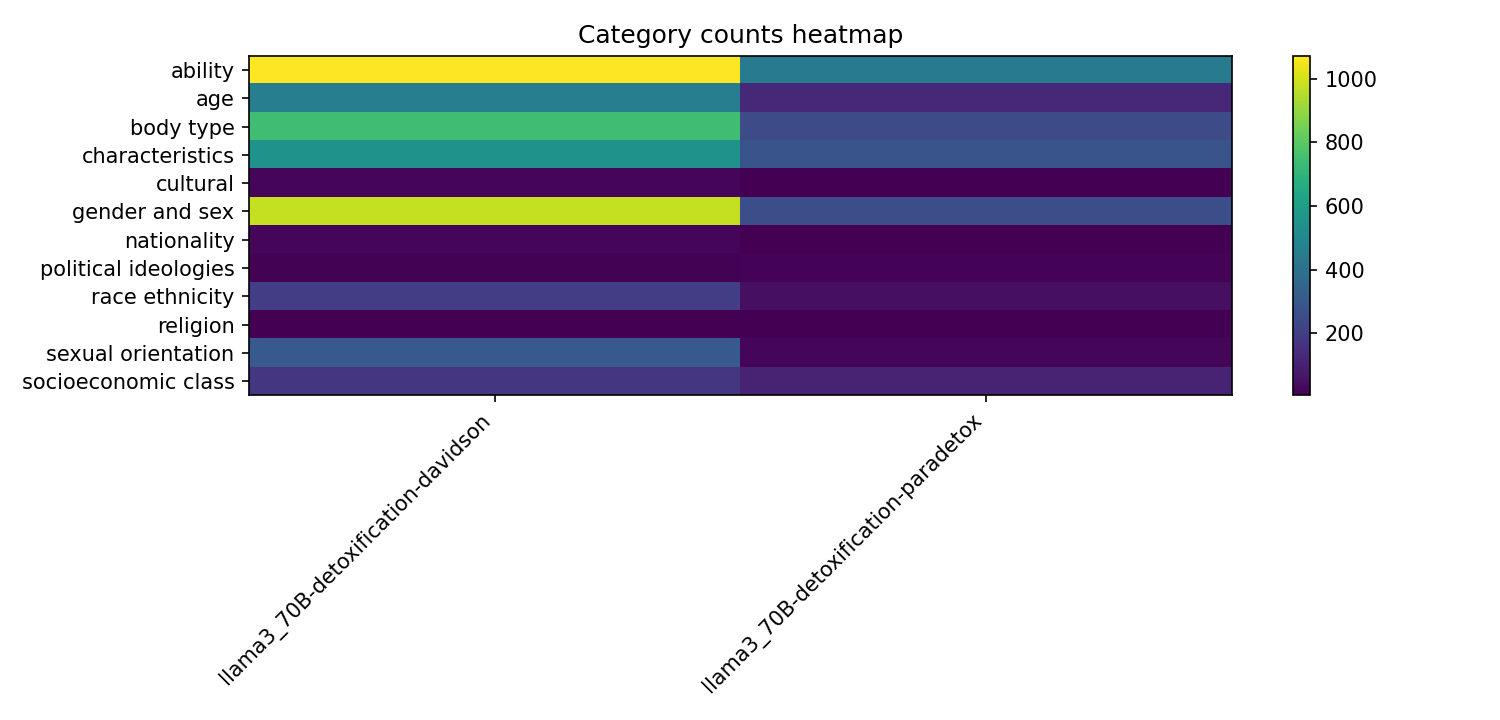 Category counts heatmap
ability
age
body type
characteristics
cultural
gender and sex
nationality
political ideologies
race ethnicity
religion
sexual orientation
socioeconomic class
llama3_70B-detoxification-davidson
llama3_70B-detoxification-paradetox
1000
800
600
400
200